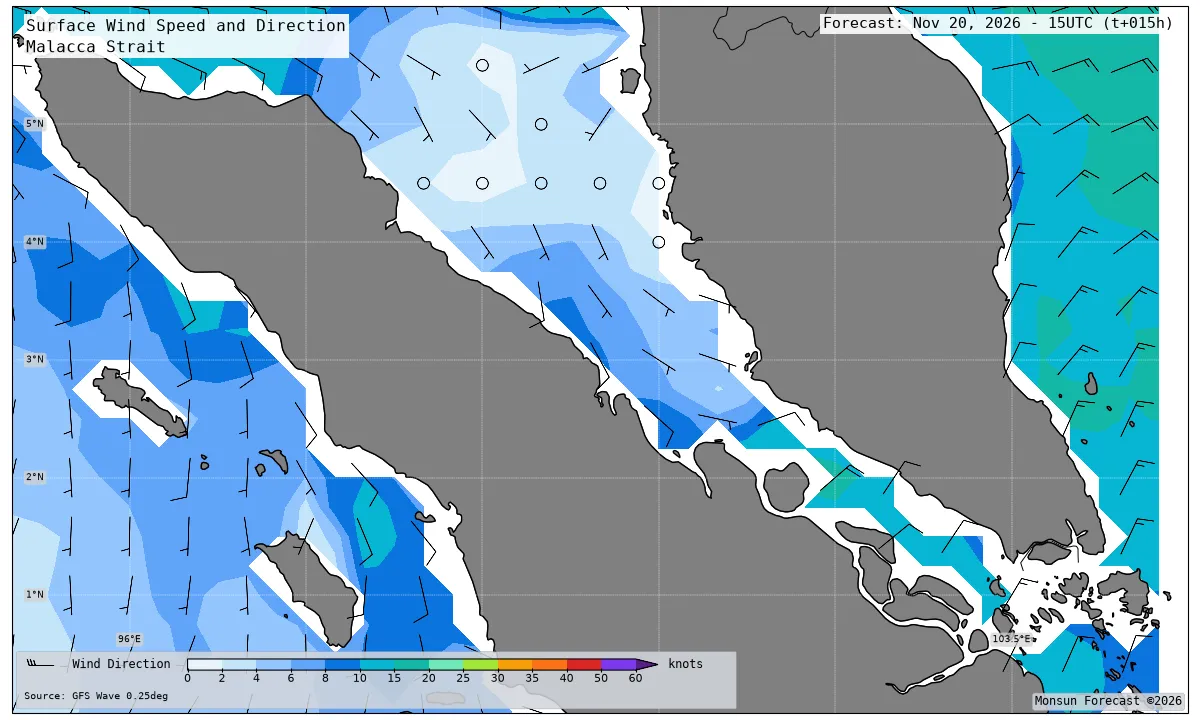 Surface Wind Speed and Direction
Malacca Strait
Forecast: Nov 20, 2026 - 15UTC (t+015h)
5°N
4°N
3°N
2°N
1°N
96°E
103.5°E
Wind Direction
knots
0 2 4 6 8 10 15 20 25 30 35 40 50 60
Source: GFS Wave 0.25deg
Monsun Forecast ©2026